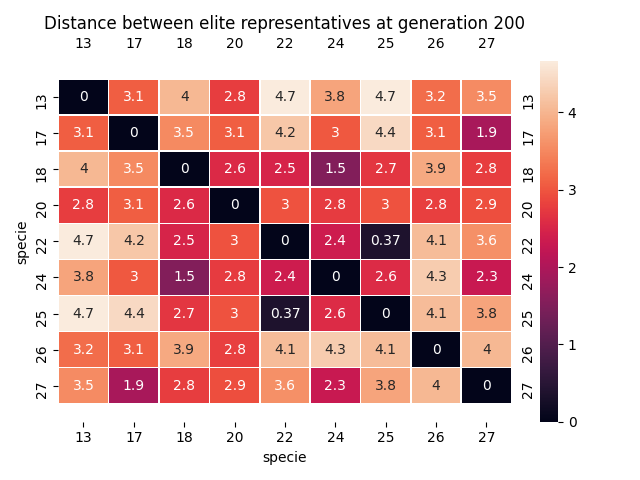 Distance between elite representatives at generation 200
13 17 18 20 22 24 25 26 27
13 0 3.1 4 2.8 4.7 3.8 4.7 3.2 3.5 13
17 3.1 0 3.5 3.1 4.2 3 4.4 3.1 1.9 17
18 4 3.5 0 2.6 2.5 1.5 2.7 3.9 2.8 18
20 2.8 3.1 2.6 0 3 2.8 3 2.8 2.9 20
22 4.7 4.2 2.5 3 0 2.4 0.37 4.1 3.6 22
24 3.8 3 1.5 2.8 2.4 0 2.6 4.3 2.3 24
25 4.7 4.4 2.7 3 0.37 2.6 0 4.1 3.8 25
26 3.2 3.1 3.9 2.8 4.1 4.3 4.1 0 4 26
27 3.5 1.9 2.8 2.9 3.6 2.3 3.8 4 0 27
13 17 18 20 22 24 25 26 27
specie
specie
4
3
2
1
0